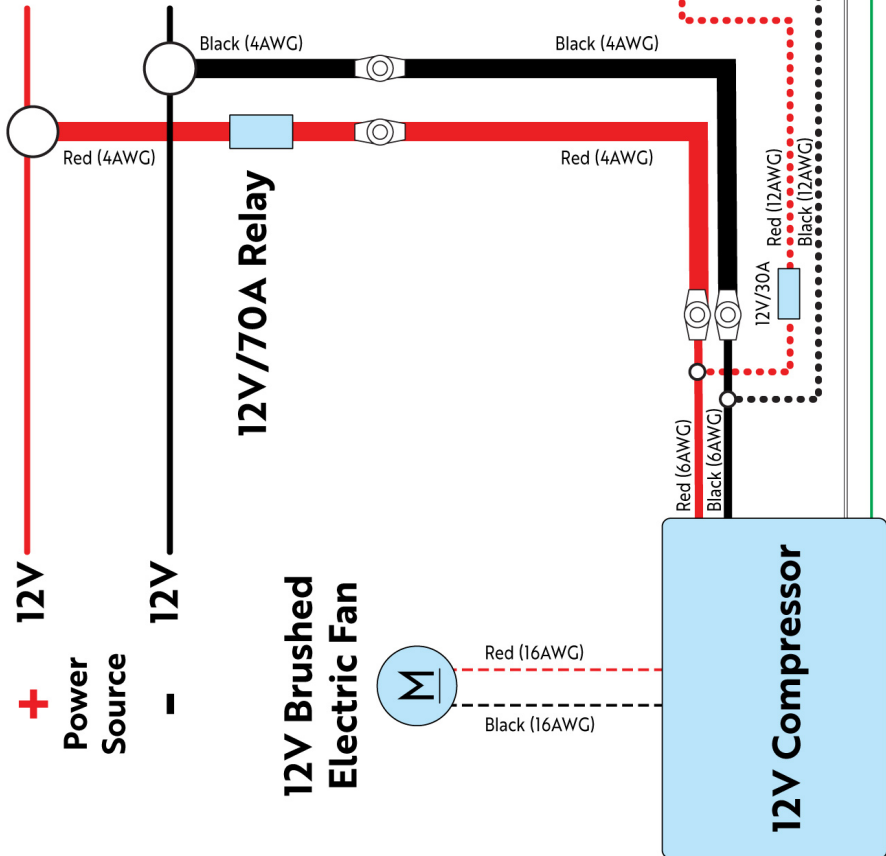 Black (4AWG)
Black (4AWG)
Red (4AWG)
Red (4AWG)
12V/70A Relay
Red (12AWG)
Black (12AWG)
12V/30A
Red (6AWG)
Black (6AWG)
+ 12V
Power
Source
- 12V
12V Brushed
Electric Fan
M
Red (16AWG)
Black (16AWG)
12V Compressor